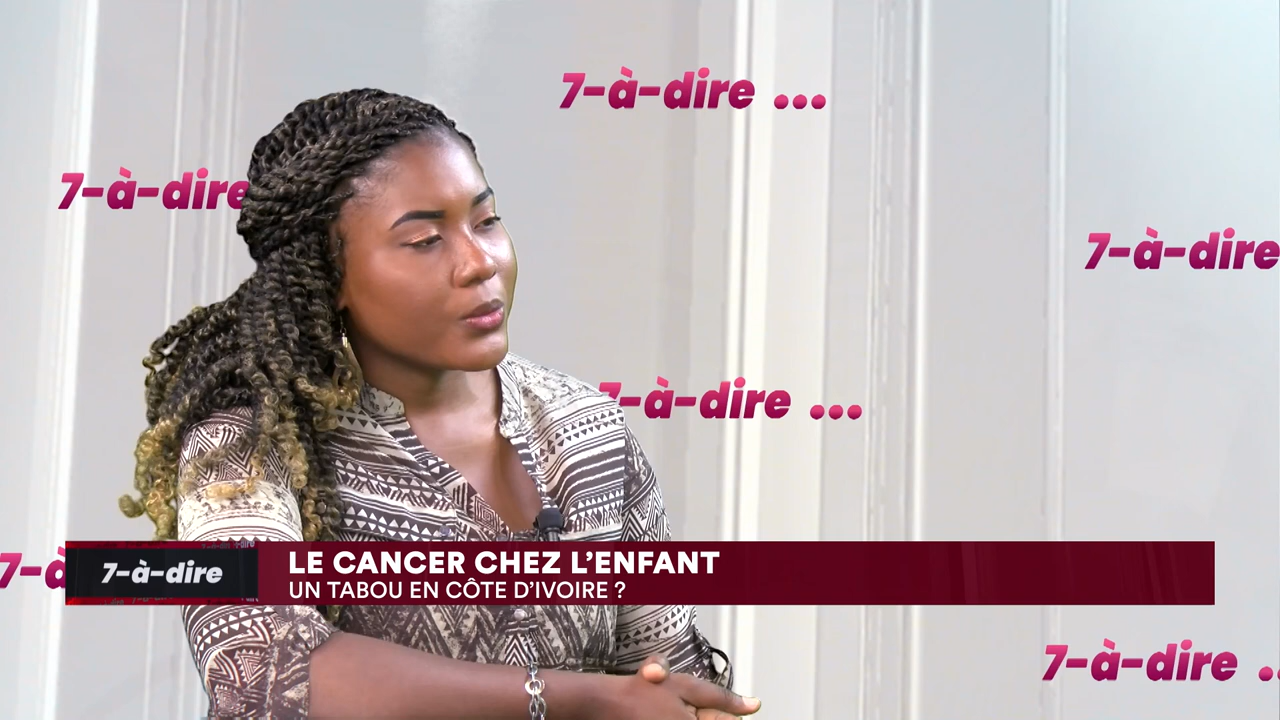 7-à-dire ...
7-à-dire
7-à-dire
7-à-dire ...
7-à
7-à-dire
LE CANCER CHEZ L'ENFANT
UN TABOU EN CÔTE D'IVOIRE ?
7-à-dire ..